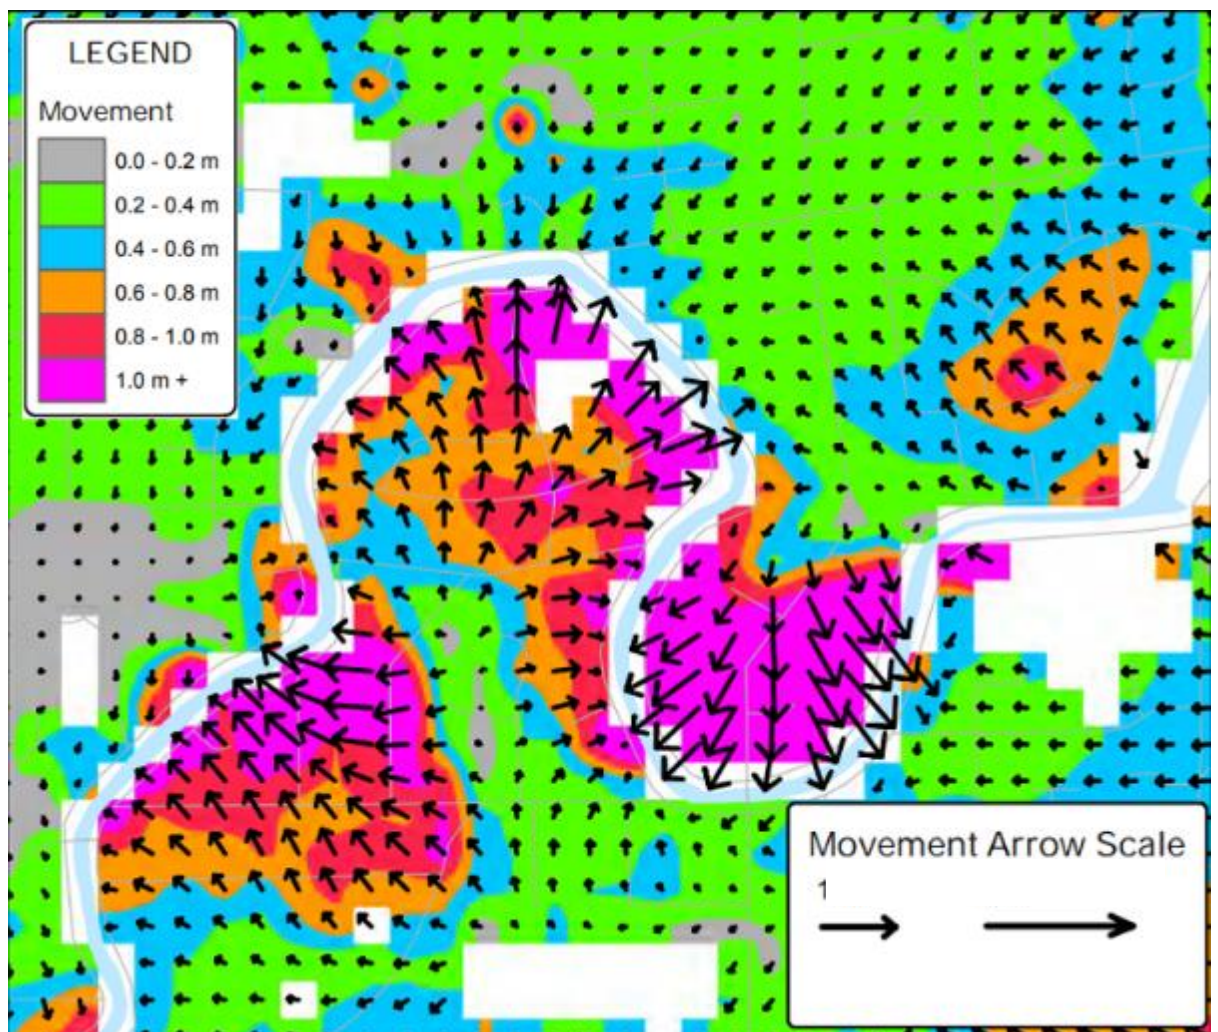 LEGEND
Movement
0.0 - 0.2 m
0.2 - 0.4 m
0.4 - 0.6 m
0.6 - 0.8 m
0.8 - 1.0 m
1.0 m +
Movement Arrow Scale
1